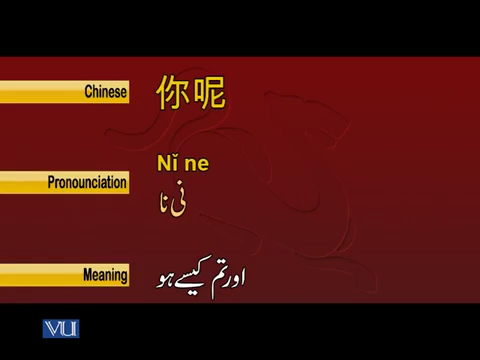 Chinese 你呢
Pronounciation Nǐ ne
نی نا
Meaning اور تم کیسے ہو
VU